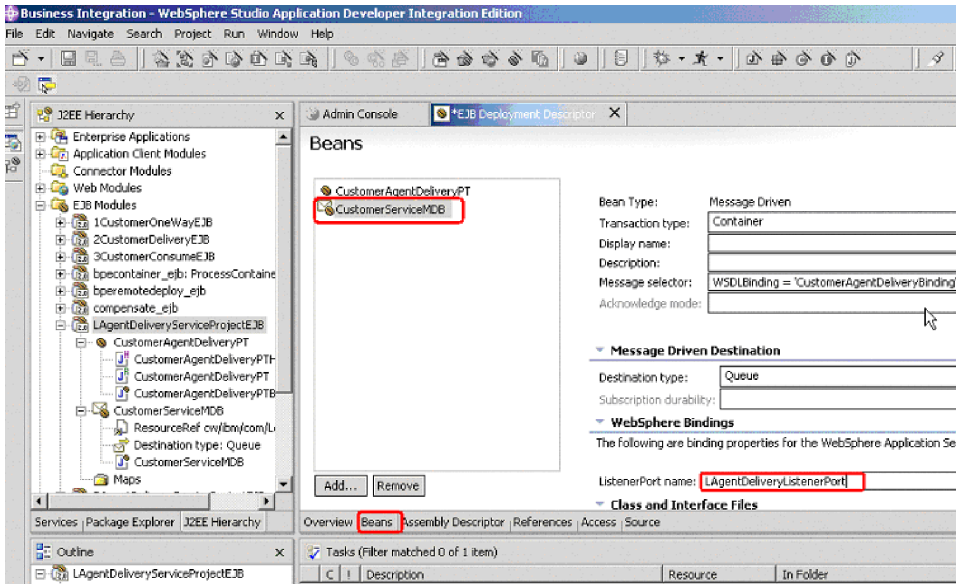 Business Integration - WebSphere Studio Application Developer Integration Edition
File Edit Navigate Search Project Run Window Help
J2EE Hierarchy
Enterprise Applications
Application Client Modules
Connector Modules
Web Modules
EJB Modules
1CustomerOneWayEJB
2CustomerDeliveryEJB
3CustomerConsumeEJB
bpecontainer_ejb: ProcessContaine
bperemotedeploy_ejb
compensate_ejb
LAgentDeliveryServiceProjectEJB
CustomerAgentDeliveryPT
CustomerAgentDeliveryPTH
CustomerAgentDeliveryPT
CustomerAgentDeliveryPTB
CustomerServiceMDB
ResourceRef cw/ibm/com/L
Destination type: Queue
CustomerServiceMDB
Maps
Services Package Explorer J2EE Hierarchy
Outline
LAgentDeliveryServiceProjectEJB
Admin Console
*EJB Deployment Descriptor
Beans
CustomerAgentDeliveryPT
CustomerServiceMDB
Add... Remove
Bean Type: Message Driven
Transaction type: Container
Display name:
Description:
Message selector: WSDLBinding = 'CustomerAgentDeliveryBinding'
Acknowledge mode:
Message Driven Destination
Destination type: Queue
Subscription durability:
WebSphere Bindings
The following are binding properties for the WebSphere Application Se
ListenerPort name: LAgentDeliveryListenerPort
Class and Interface Files
Overview Beans Assembly Descriptor References Access Source
Tasks (Filter matched 0 of 1 item)
C ! Description Resource In Folder